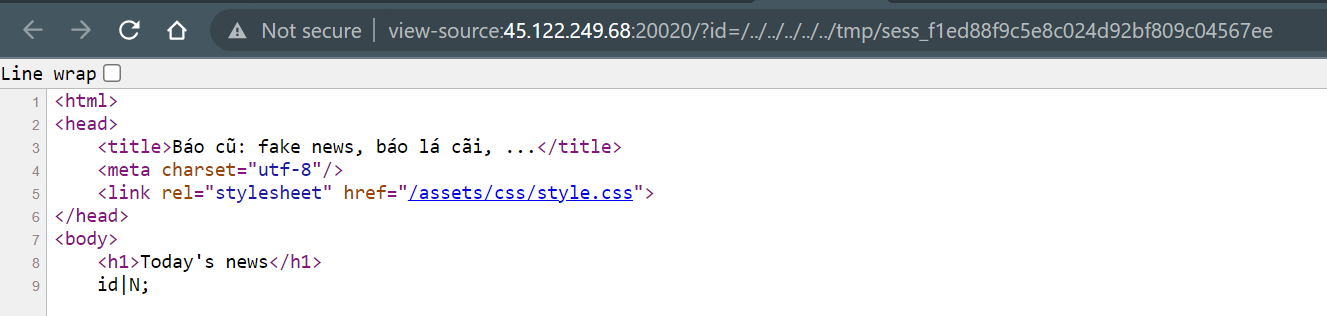 Not secure | view-source:45.122.249.68:20020/?id=/../../../../../tmp/sess_f1ed88f9c5e8c024d92bf809c04567ee
Line wrap
1 <html>
2 <head>
3 <title>Báo cũ: fake news, báo lá cãi, ...</title>
4 <meta charset="utf-8"/>
5 <link rel="stylesheet" href="/assets/css/style.css">
6 </head>
7 <body>
8 <h1>Today's news</h1>
9 id|N;